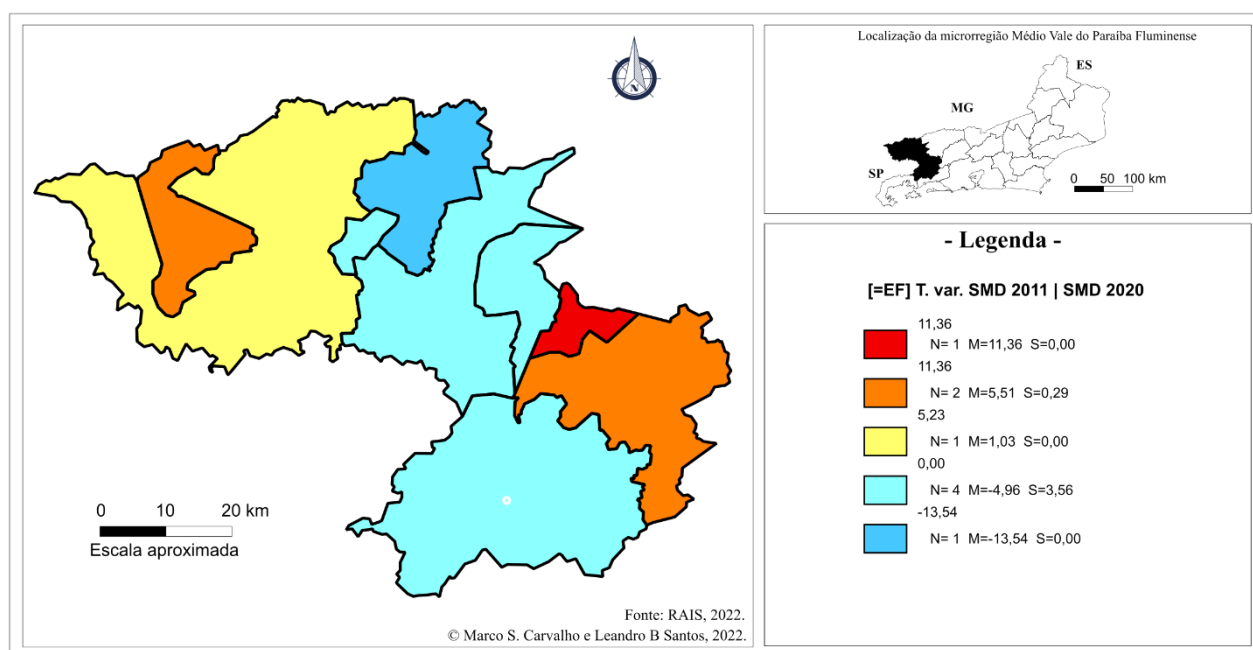 N
0 10 20 km
Escala aproximada
Fonte: RAIS, 2022.
© Marco S. Carvalho e Leandro B Santos, 2022.
Localização da microrregião Médio Vale do Paraíba Fluminense
ES
MG
SP
0 50 100 km
- Legenda -
[=EF] T. var. SMD 2011 | SMD 2020
11,36
N= 1 M=11,36 S=0,00
11,36
N= 2 M=5,51 S=0,29
5,23
N= 1 M=1,03 S=0,00
0,00
N= 4 M=-4,96 S=3,56
-13,54
N= 1 M=-13,54 S=0,00